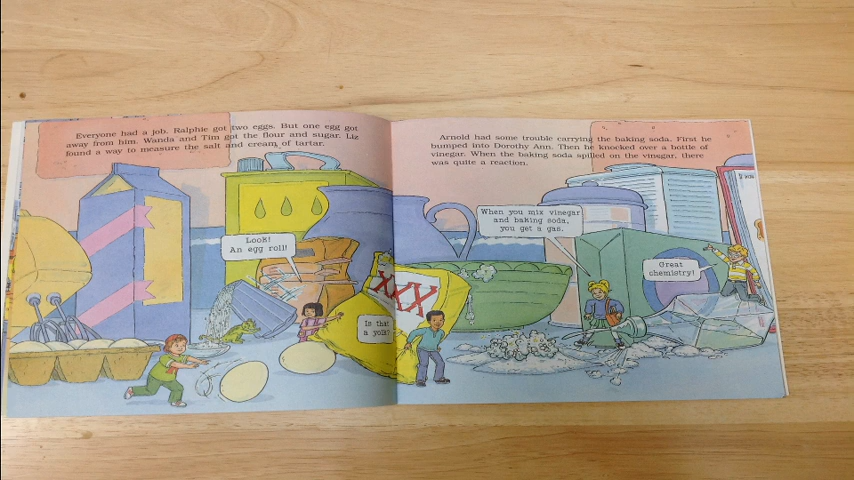 Everyone had a job. Ralphie got two eggs. But one egg got
away from him. Wanda and Tim got the flour and sugar. Liz
found a way to measure the salt and cream of tartar.
Look!
An egg roll!
Is that
a yolk?
XXX
Arnold had some trouble carrying the baking soda. First he
bumped into Dorothy Ann. Then he knocked over a bottle of
vinegar. When the baking soda spilled on the vinegar, there
was quite a reaction.
When you mix vinegar
and baking soda,
you get a gas.
Great
chemistry!